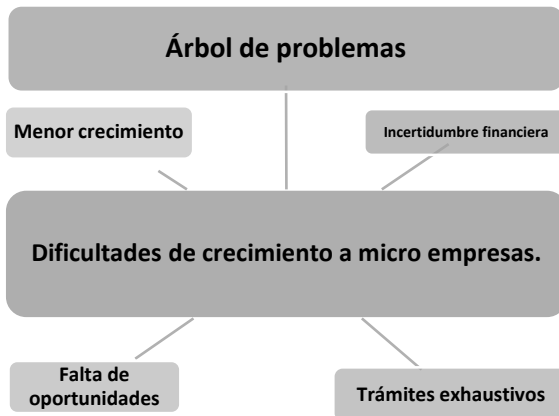 Árbol de problemas
Menor crecimiento
Incertidumbre financiera
Dificultades de crecimiento a micro empresas.
Falta de
oportunidades
Trámites exhaustivos